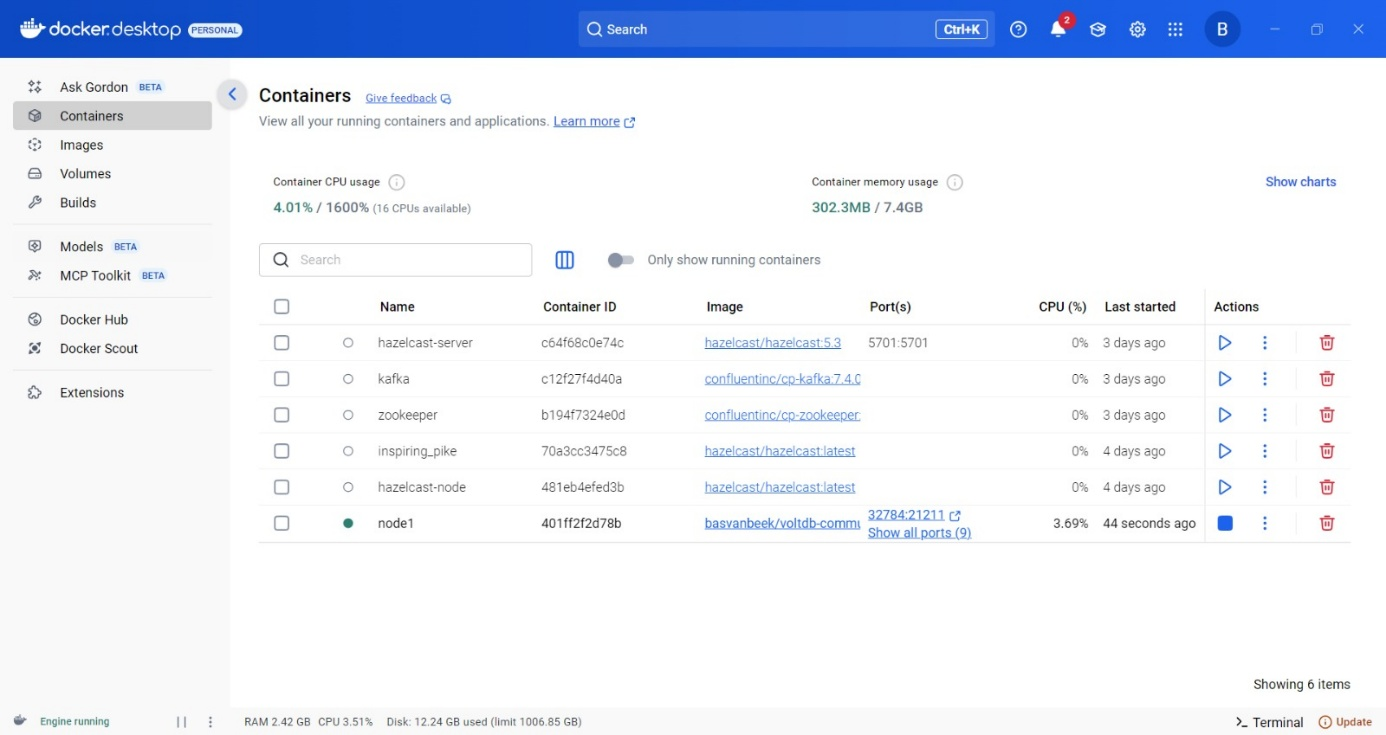 docker.desktop PERSONAL Search Ctrl+K 2 B
Ask Gordon BETA
Containers
Images
Volumes
Builds
Models BETA
MCP Toolkit BETA
Docker Hub
Docker Scout
Extensions
Containers Give feedback
View all your running containers and applications. Learn more
Container CPU usage
4.01% / 1600% (16 CPUs available)
Container memory usage
302.3MB / 7.4GB
Show charts
Search Only show running containers
Name Container ID Image Port(s) CPU (%) Last started Actions
hazelcast-server c64f68c0e74c hazelcast/hazelcast:5.3 5701:5701 0% 3 days ago
kafka c12f27f4d40a confluentinc/cp-kafka:7.4.0 0% 3 days ago
zookeeper b194f7324e0d confluentinc/cp-zookeeper: 0% 3 days ago
inspiring_pike 70a3cc3475c8 hazelcast/hazelcast:latest 0% 4 days ago
hazelcast-node 481eb4efed3b hazelcast/hazelcast:latest 0% 4 days ago
node1 401ff2f2d78b basvanbeek/voltdb-commu 32784:21211 3.69% 44 seconds ago
Show all ports (9)
Showing 6 items
Engine running RAM 2.42 GB CPU 3.51% Disk: 12.24 GB used (limit 1006.85 GB) Terminal Update